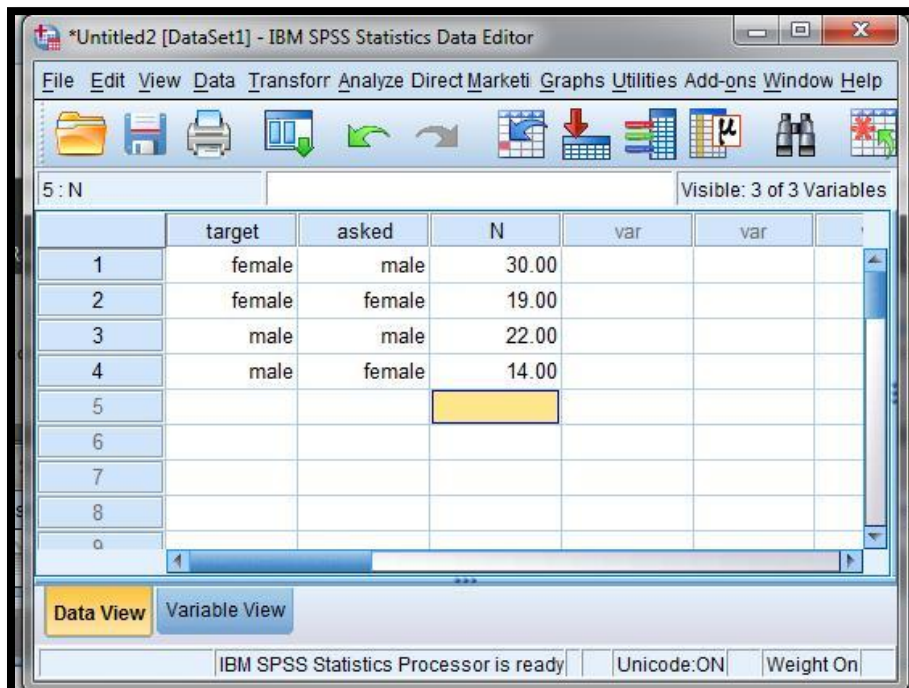 *Untitled2 [DataSet1] - IBM SPSS Statistics Data Editor
File Edit View Data Transforr Analyze Direct Marketi Graphs Utilities Add-ons Window Help
5 : N Visible: 3 of 3 Variables
target asked N var var
1 female male 30.00
2 female female 19.00
3 male male 22.00
4 male female 14.00
5
6
7
8
9
Data View Variable View
IBM SPSS Statistics Processor is ready Unicode:ON Weight On